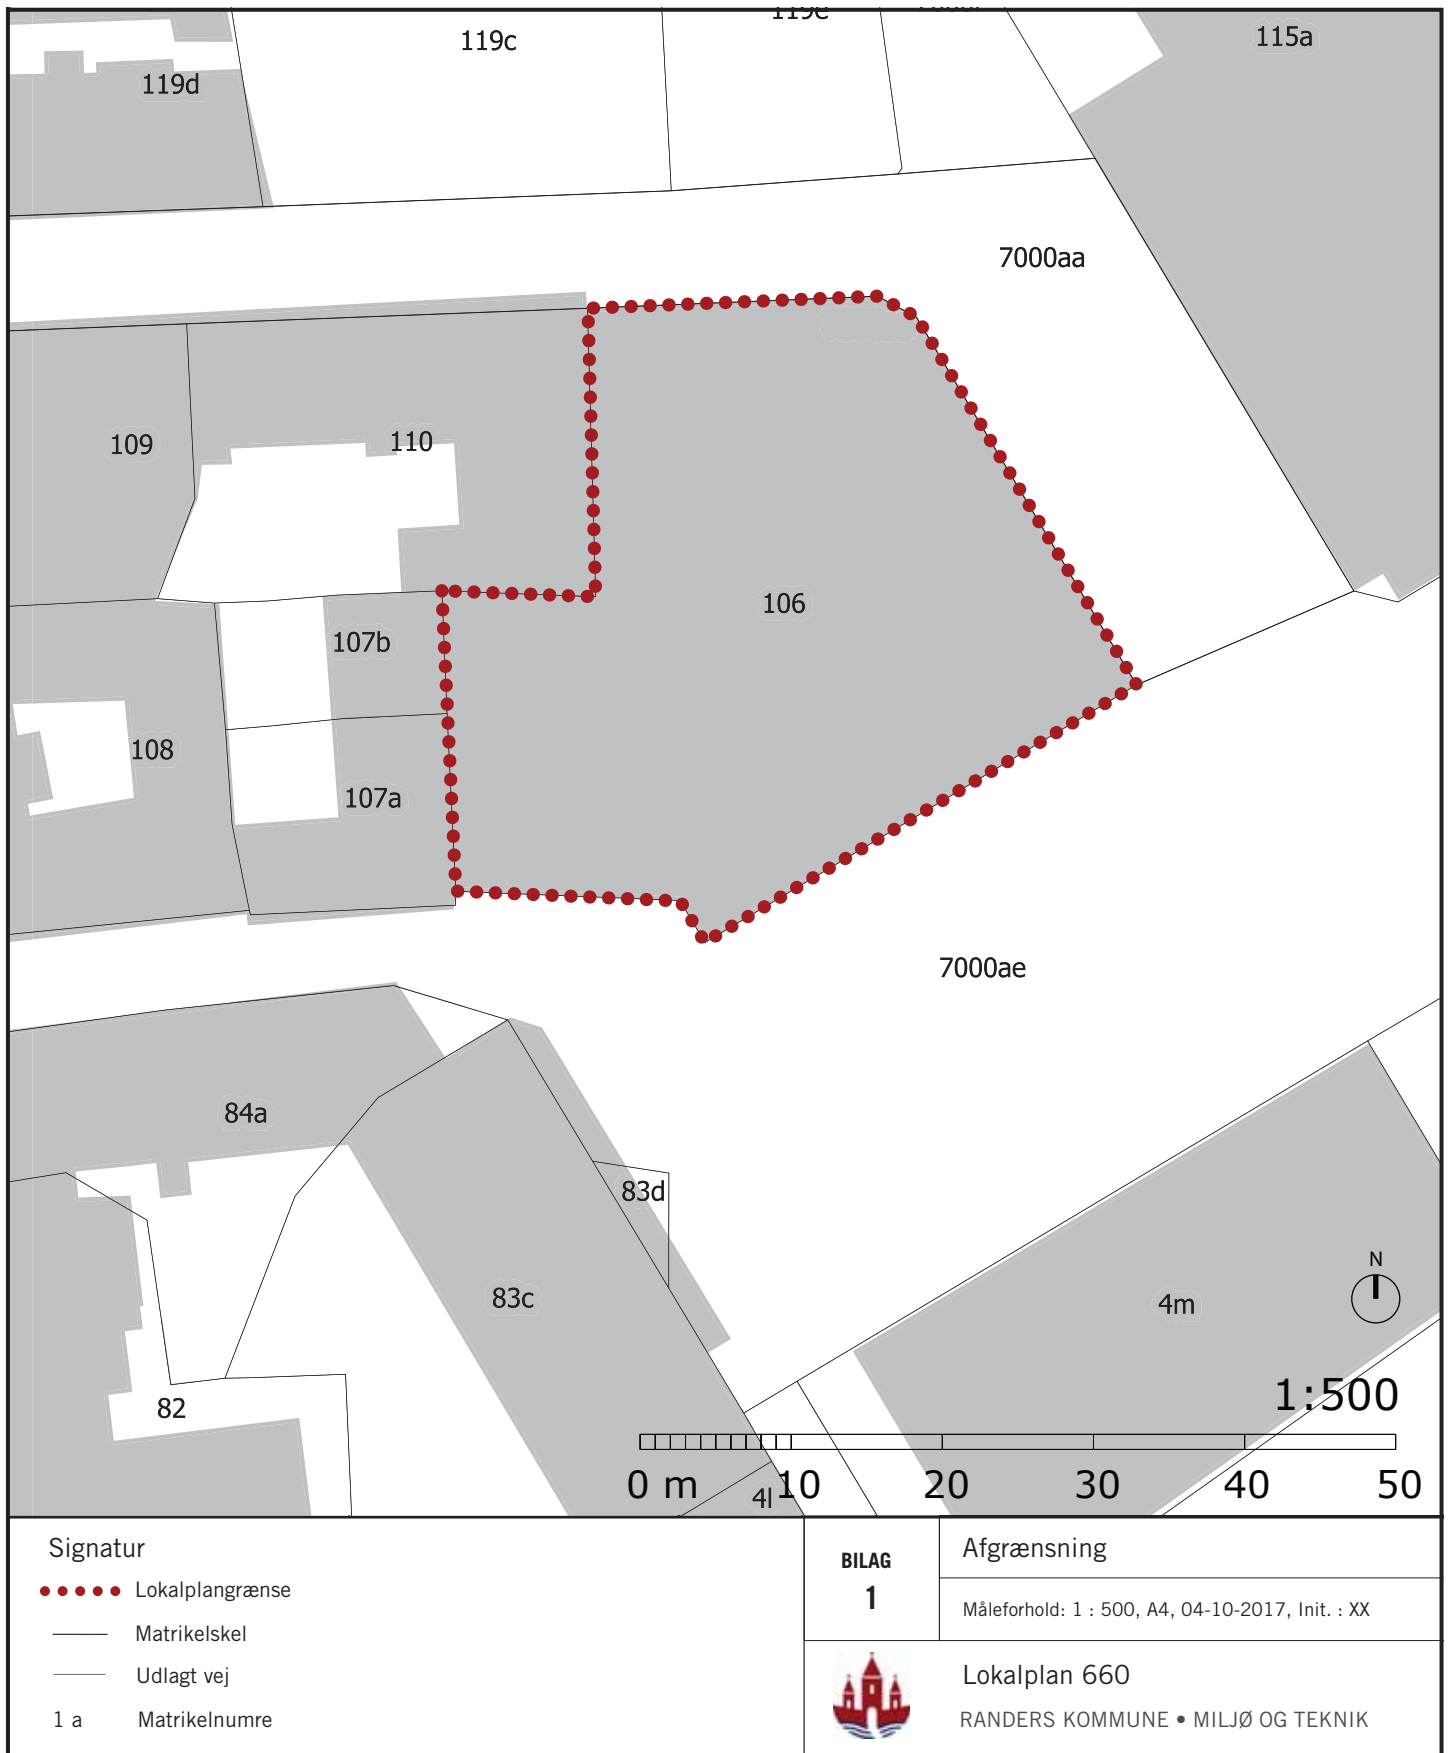 119c
119e
115a
119d
7000aa
109
110
106
107b
108
107a
7000ae
84a
83d
83c
4m
N
82
1:500
0 m 10 20 30 40 50
4l
Signatur
Lokalplangrænse
Matrikelskel
Udlagt vej
1 a Matrikelnumre
BILAG
1
Afgrænsning
Måleforhold: 1 : 500, A4, 04-10-2017, Init. : XX
Lokalplan 660
RANDERS KOMMUNE • MILJØ OG TEKNIK